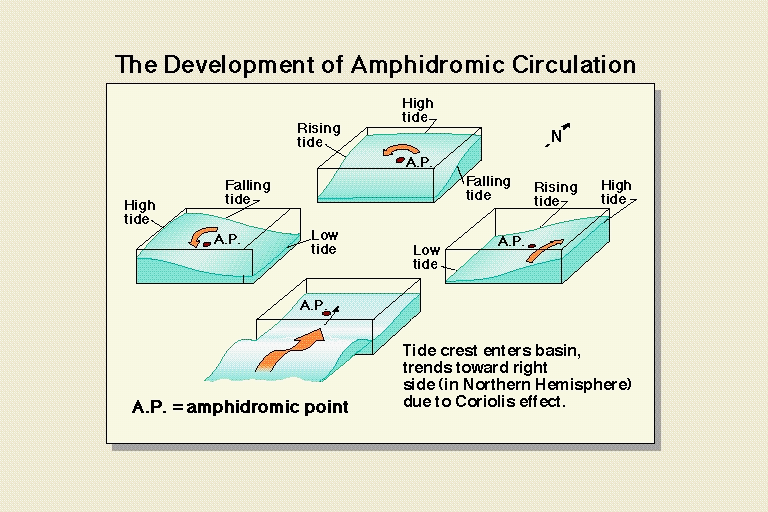 The Development of Amphidromic Circulation
High
tide
Rising
tide
A.P.
Falling
tide
N
High
tide
Falling
tide
A.P.
Low
tide
Rising
tide
High
tide
A.P.
Low
tide
A.P.
Tide crest enters basin,
trends toward right
side (in Northern Hemisphere)
due to Coriolis effect.
A.P. = amphidromic point